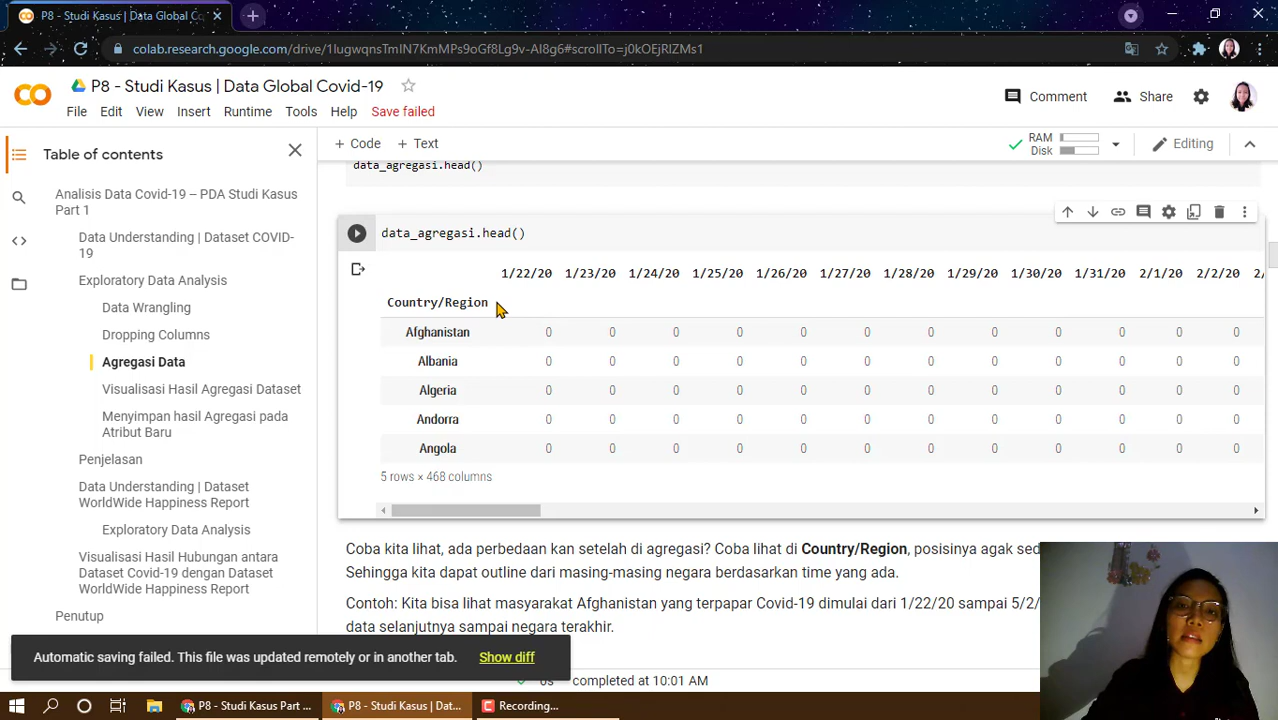 P8 - Studi Kasus | Data Global Co
colab.research.google.com/drive/1lugwqnsTmlN7KmMPs9oGf8Lg9v-AI8g6#scrollTo=j0kOEjRlZMs1
P8 - Studi Kasus | Data Global Covid-19
File Edit View Insert Runtime Tools Help Save failed
Comment Share
+ Code + Text
RAM
Disk
Editing
Table of contents
Analisis Data Covid-19 – PDA Studi Kasus
Part 1
Data Understanding | Dataset COVID-
19
Exploratory Data Analysis
Data Wrangling
Dropping Columns
Agregasi Data
Visualisasi Hasil Agregasi Dataset
Menyimpan hasil Agregasi pada
Atribut Baru
Penjelasan
Data Understanding | Dataset
WorldWide Happiness Report
Exploratory Data Analysis
Visualisasi Hasil Hubungan antara
Dataset Covid-19 dengan Dataset
WorldWide Happiness Report
Penutup
data_agregasi.head()
data_agregasi.head()
1/22/20 1/23/20 1/24/20 1/25/20 1/26/20 1/27/20 1/28/20 1/29/20 1/30/20 1/31/20 2/1/20 2/2/20 2/
Country/Region
Afghanistan 0 0 0 0 0 0 0 0 0 0 0 0
Albania 0 0 0 0 0 0 0 0 0 0 0 0
Algeria 0 0 0 0 0 0 0 0 0 0 0 0
Andorra 0 0 0 0 0 0 0 0 0 0 0 0
Angola 0 0 0 0 0 0 0 0 0 0 0 0
5 rows × 468 columns
Coba kita lihat, ada perbedaan kan setelah di agregasi? Coba lihat di Country/Region, posisinya agak sed
Sehingga kita dapat outline dari masing-masing negara berdasarkan time yang ada.
Contoh: Kita bisa lihat masyarakat Afghanistan yang terpapar Covid-19 dimulai dari 1/22/20 sampai 5/2/
data selanjutnya sampai negara terakhir.
Automatic saving failed. This file was updated remotely or in another tab. Show diff
0s completed at 10:01 AM
P8 - Studi Kasus Part ...
P8 - Studi Kasus | Dat...
Recording...